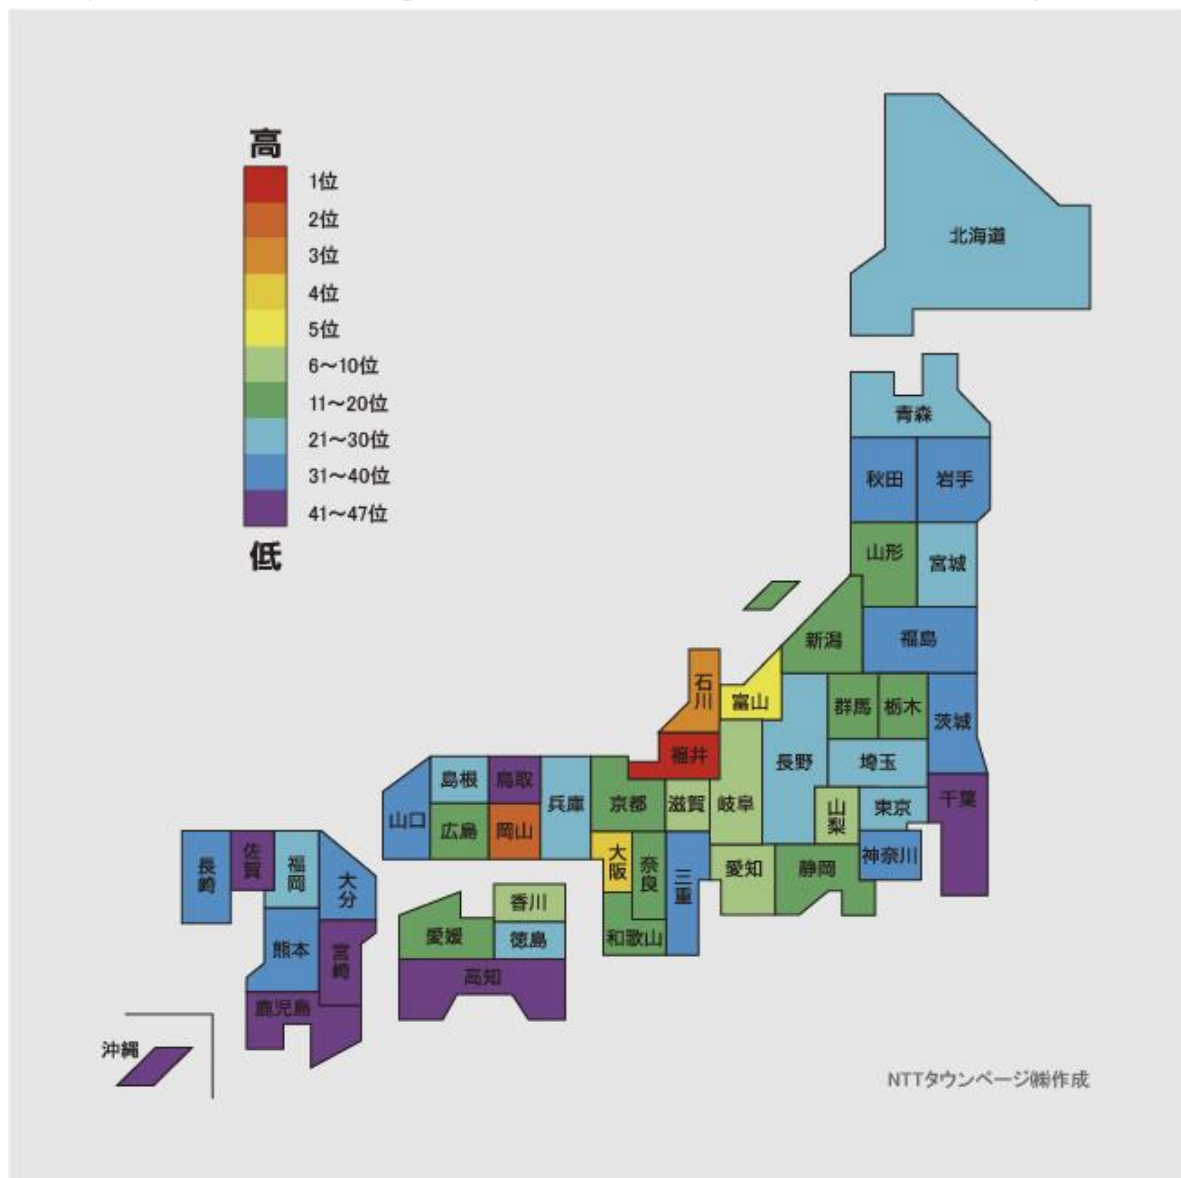 高
1位
2位
3位
4位
5位
6～10位
11～20位
21～30位
31～40位
41～47位
低
北海道
青森
秋田
岩手
山形
宮城
新潟
福島
石川
富山
群馬
栃木
茨城
福井
長野
埼玉
島根
鳥取
兵庫
京都
滋賀
岐阜
山梨
東京
千葉
山口
広島
岡山
大阪
奈良
三重
愛知
静岡
神奈川
長崎
佐賀
福岡
大分
香川
愛媛
徳島
和歌山
熊本
宮崎
高知
鹿児島
沖縄
NTTタウンページ㈱作成